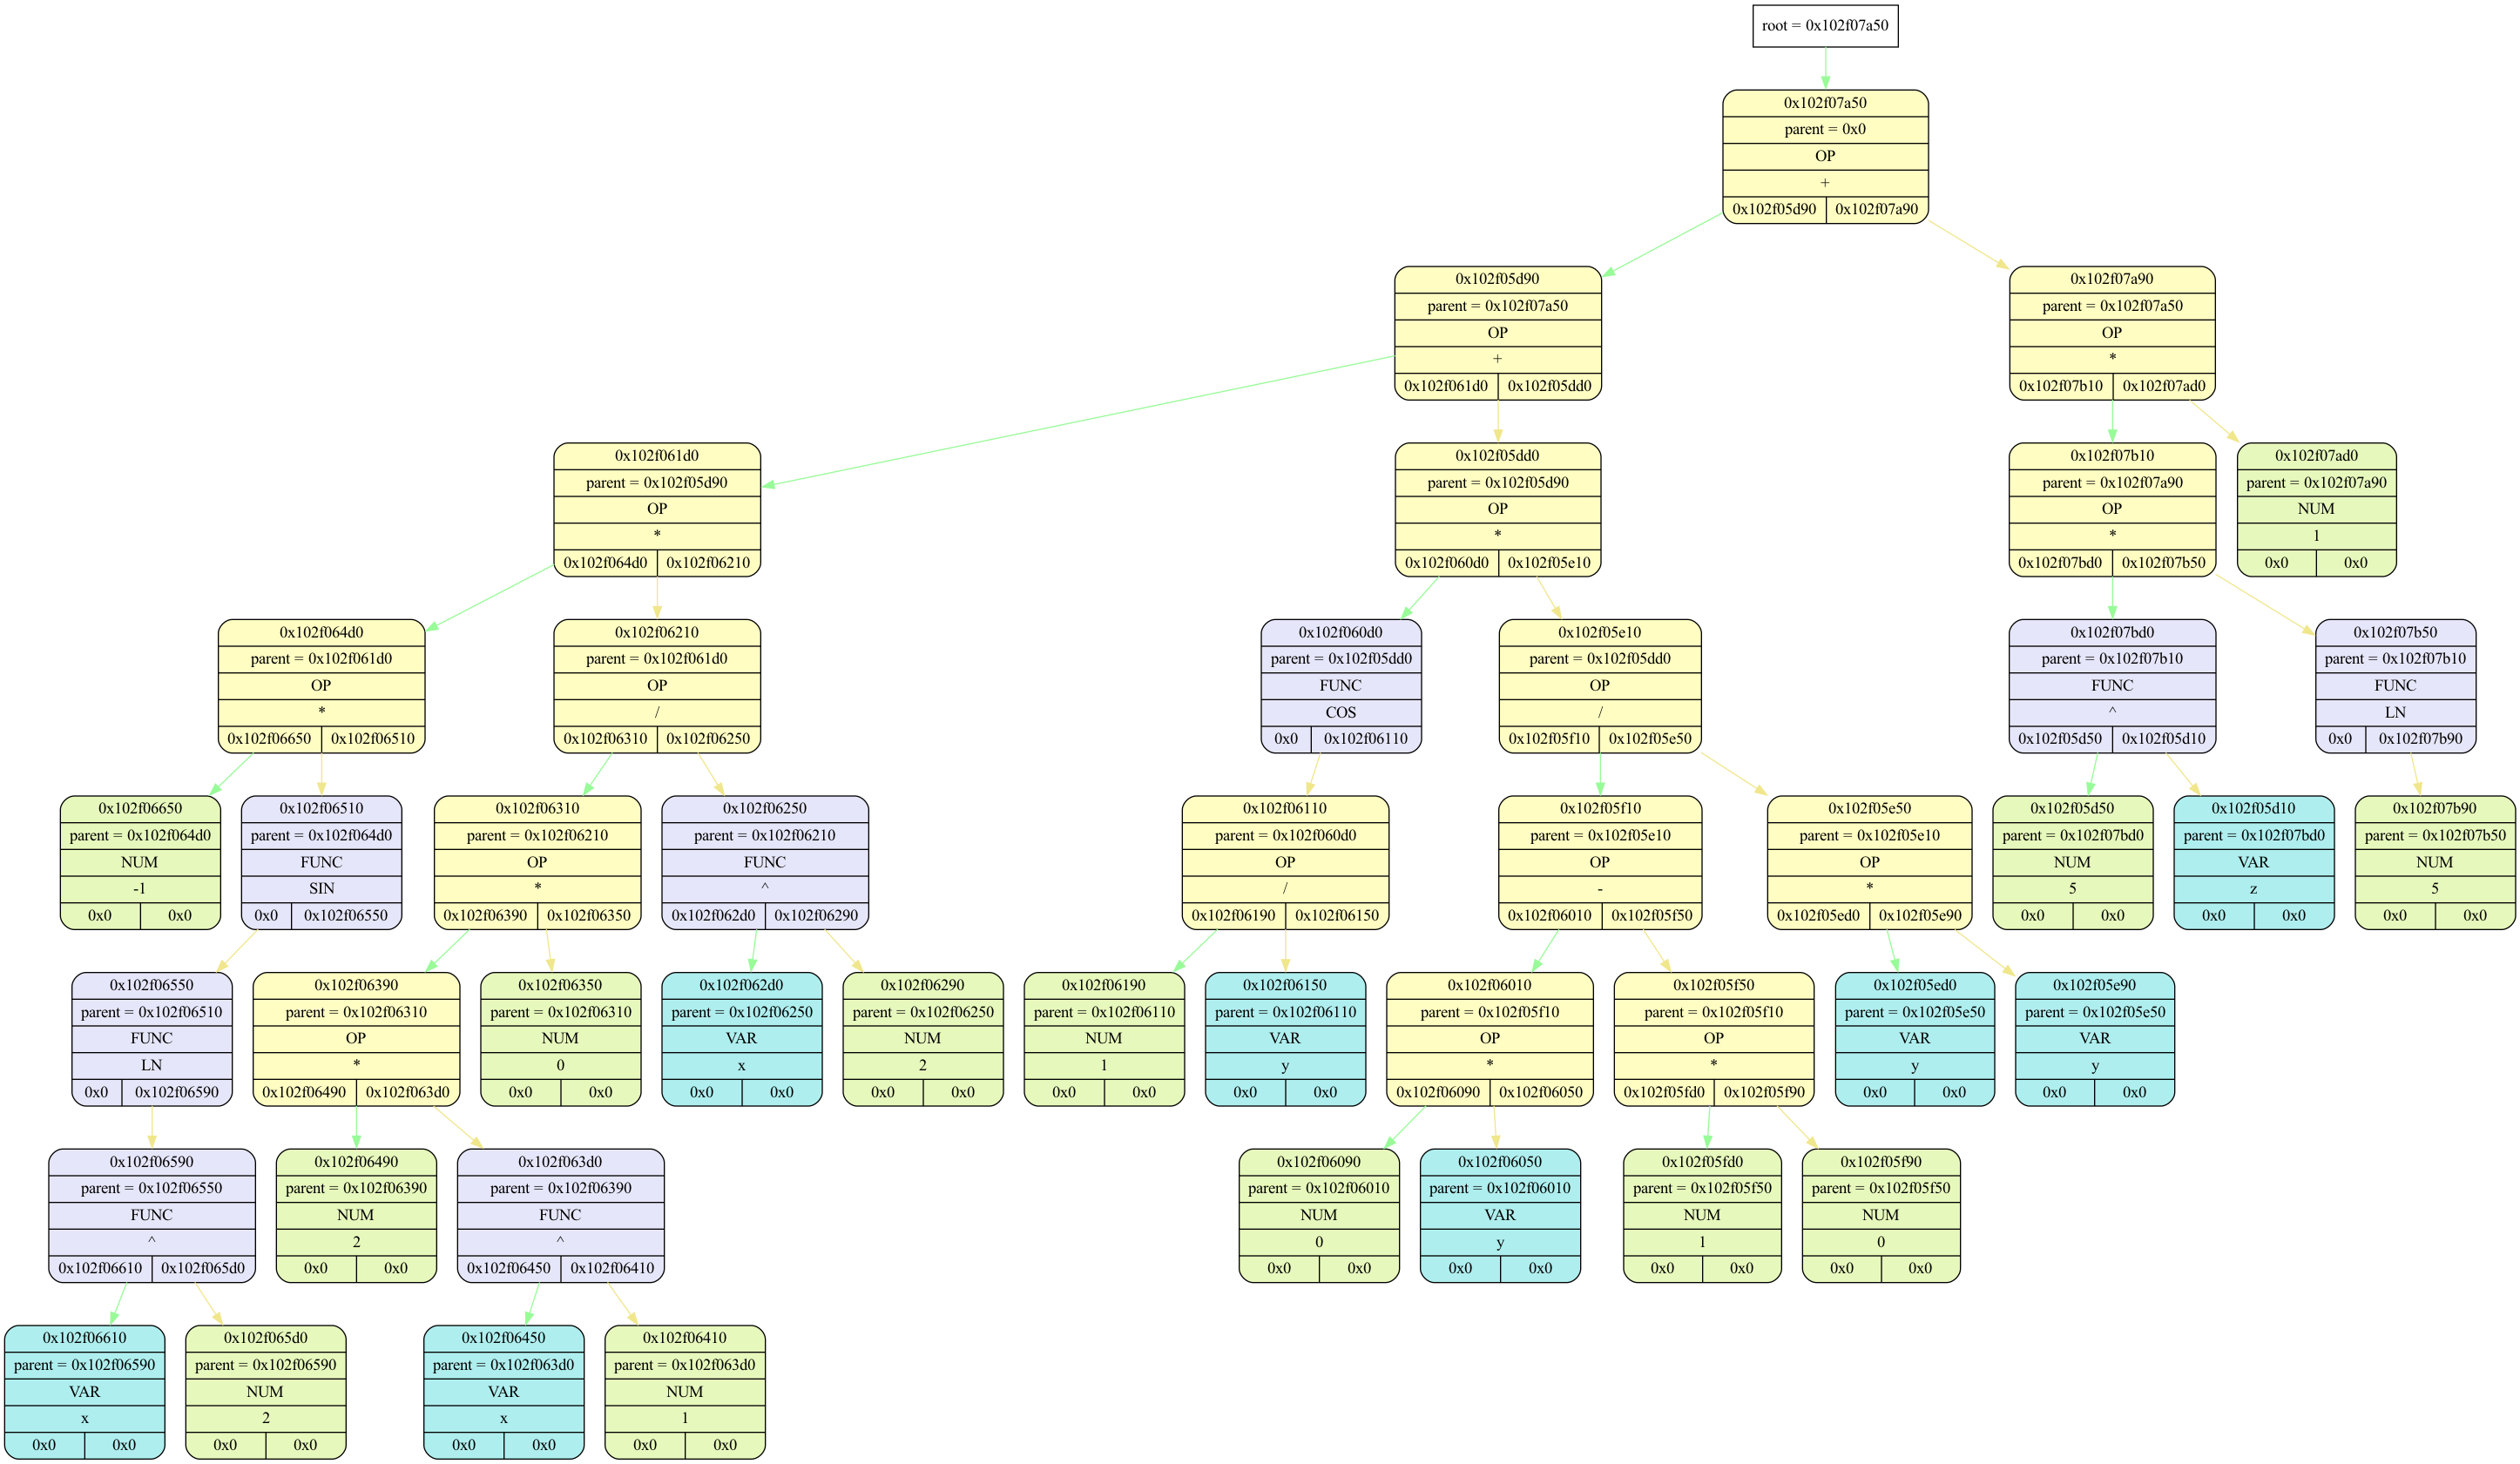 root = 0x102f07a50
0x102f07a50
parent = 0x0
OP
+
0x102f05d90 0x102f07a90
0x102f05d90
parent = 0x102f07a50
OP
+
0x102f061d0 0x102f05dd0
0x102f07a90
parent = 0x102f07a50
OP
*
0x102f07b10 0x102f07ad0
0x102f061d0
parent = 0x102f05d90
OP
*
0x102f064d0 0x102f06210
0x102f05dd0
parent = 0x102f05d90
OP
*
0x102f060d0 0x102f05e10
0x102f07b10
parent = 0x102f07a90
OP
*
0x102f07bd0 0x102f07b50
0x102f07ad0
parent = 0x102f07a90
NUM
1
0x0 0x0
0x102f064d0
parent = 0x102f061d0
OP
*
0x102f06650 0x102f06510
0x102f06210
parent = 0x102f061d0
OP
/
0x102f06310 0x102f06250
0x102f060d0
parent = 0x102f05dd0
FUNC
COS
0x0 0x102f06110
0x102f05e10
parent = 0x102f05dd0
OP
/
0x102f05f10 0x102f05e50
0x102f07bd0
parent = 0x102f07b10
FUNC
^
0x102f05d50 0x102f05d10
0x102f07b50
parent = 0x102f07b10
FUNC
LN
0x0 0x102f07b90
0x102f06650
parent = 0x102f064d0
NUM
-1
0x0 0x0
0x102f06510
parent = 0x102f064d0
FUNC
SIN
0x0 0x102f06550
0x102f06310
parent = 0x102f06210
OP
*
0x102f06390 0x102f06350
0x102f06250
parent = 0x102f06210
FUNC
^
0x102f062d0 0x102f06290
0x102f06110
parent = 0x102f060d0
OP
/
0x102f06190 0x102f06150
0x102f05f10
parent = 0x102f05e10
OP
-
0x102f06010 0x102f05f50
0x102f05e50
parent = 0x102f05e10
OP
*
0x102f05ed0 0x102f05e90
0x102f05d50
parent = 0x102f07bd0
NUM
5
0x0 0x0
0x102f05d10
parent = 0x102f07bd0
VAR
z
0x0 0x0
0x102f07b90
parent = 0x102f07b50
NUM
5
0x0 0x0
0x102f06550
parent = 0x102f06510
FUNC
LN
0x0 0x102f06590
0x102f06390
parent = 0x102f06310
OP
*
0x102f06490 0x102f063d0
0x102f06350
parent = 0x102f06310
NUM
0
0x0 0x0
0x102f062d0
parent = 0x102f06250
VAR
x
0x0 0x0
0x102f06290
parent = 0x102f06250
NUM
2
0x0 0x0
0x102f06190
parent = 0x102f06110
NUM
1
0x0 0x0
0x102f06150
parent = 0x102f06110
VAR
y
0x0 0x0
0x102f06010
parent = 0x102f05f10
OP
*
0x102f06090 0x102f06050
0x102f05f50
parent = 0x102f05f10
OP
*
0x102f05fd0 0x102f05f90
0x102f05ed0
parent = 0x102f05e50
VAR
y
0x0 0x0
0x102f05e90
parent = 0x102f05e50
VAR
y
0x0 0x0
0x102f06590
parent = 0x102f06550
FUNC
^
0x102f06610 0x102f065d0
0x102f06490
parent = 0x102f06390
NUM
2
0x0 0x0
0x102f063d0
parent = 0x102f06390
FUNC
^
0x102f06450 0x102f06410
0x102f06090
parent = 0x102f06010
NUM
0
0x0 0x0
0x102f06050
parent = 0x102f06010
VAR
y
0x0 0x0
0x102f05fd0
parent = 0x102f05f50
NUM
1
0x0 0x0
0x102f05f90
parent = 0x102f05f50
NUM
0
0x0 0x0
0x102f06610
parent = 0x102f06590
VAR
x
0x0 0x0
0x102f065d0
parent = 0x102f06590
NUM
2
0x0 0x0
0x102f06450
parent = 0x102f063d0
VAR
x
0x0 0x0
0x102f06410
parent = 0x102f063d0
NUM
1
0x0 0x0